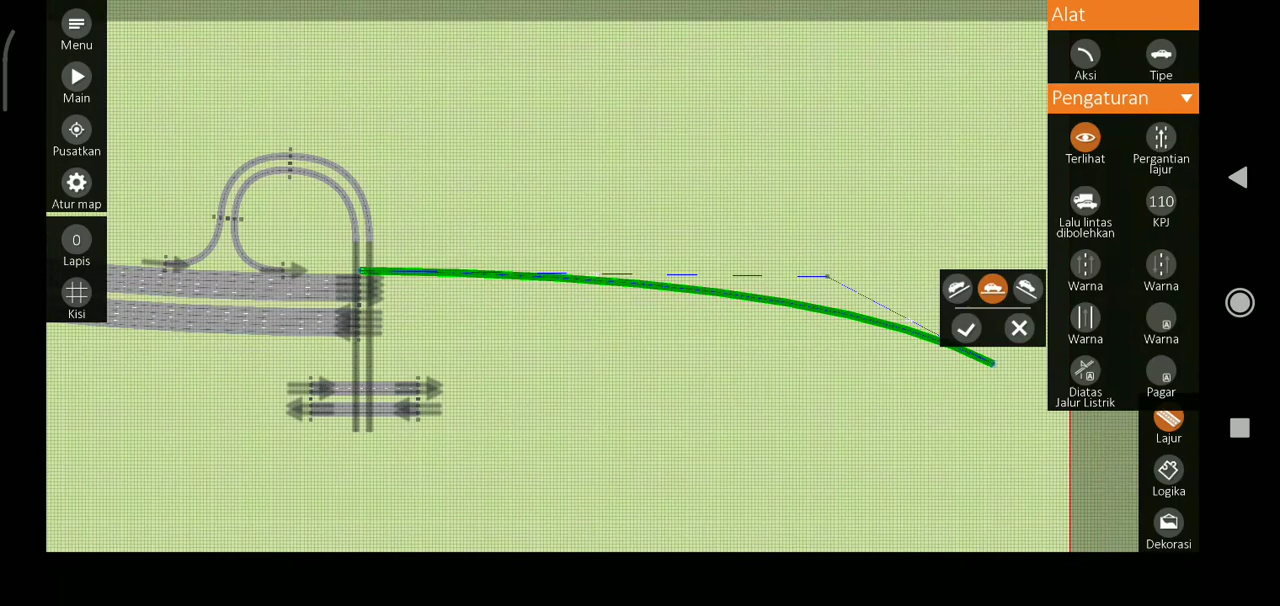 Menu
Main
Pusatkan
Atur map
0
Lapis
Kisi
Alat
Aksi
Tipe
Pengaturan
Terlihat
Pergantian
lajur
Lalu lintas
dibolehkan
110
KPJ
Warna
Warna
Warna
A
Warna
A
Diatas
Jalur Listrik
A
Pagar
Lajur
Logika
Dekorasi